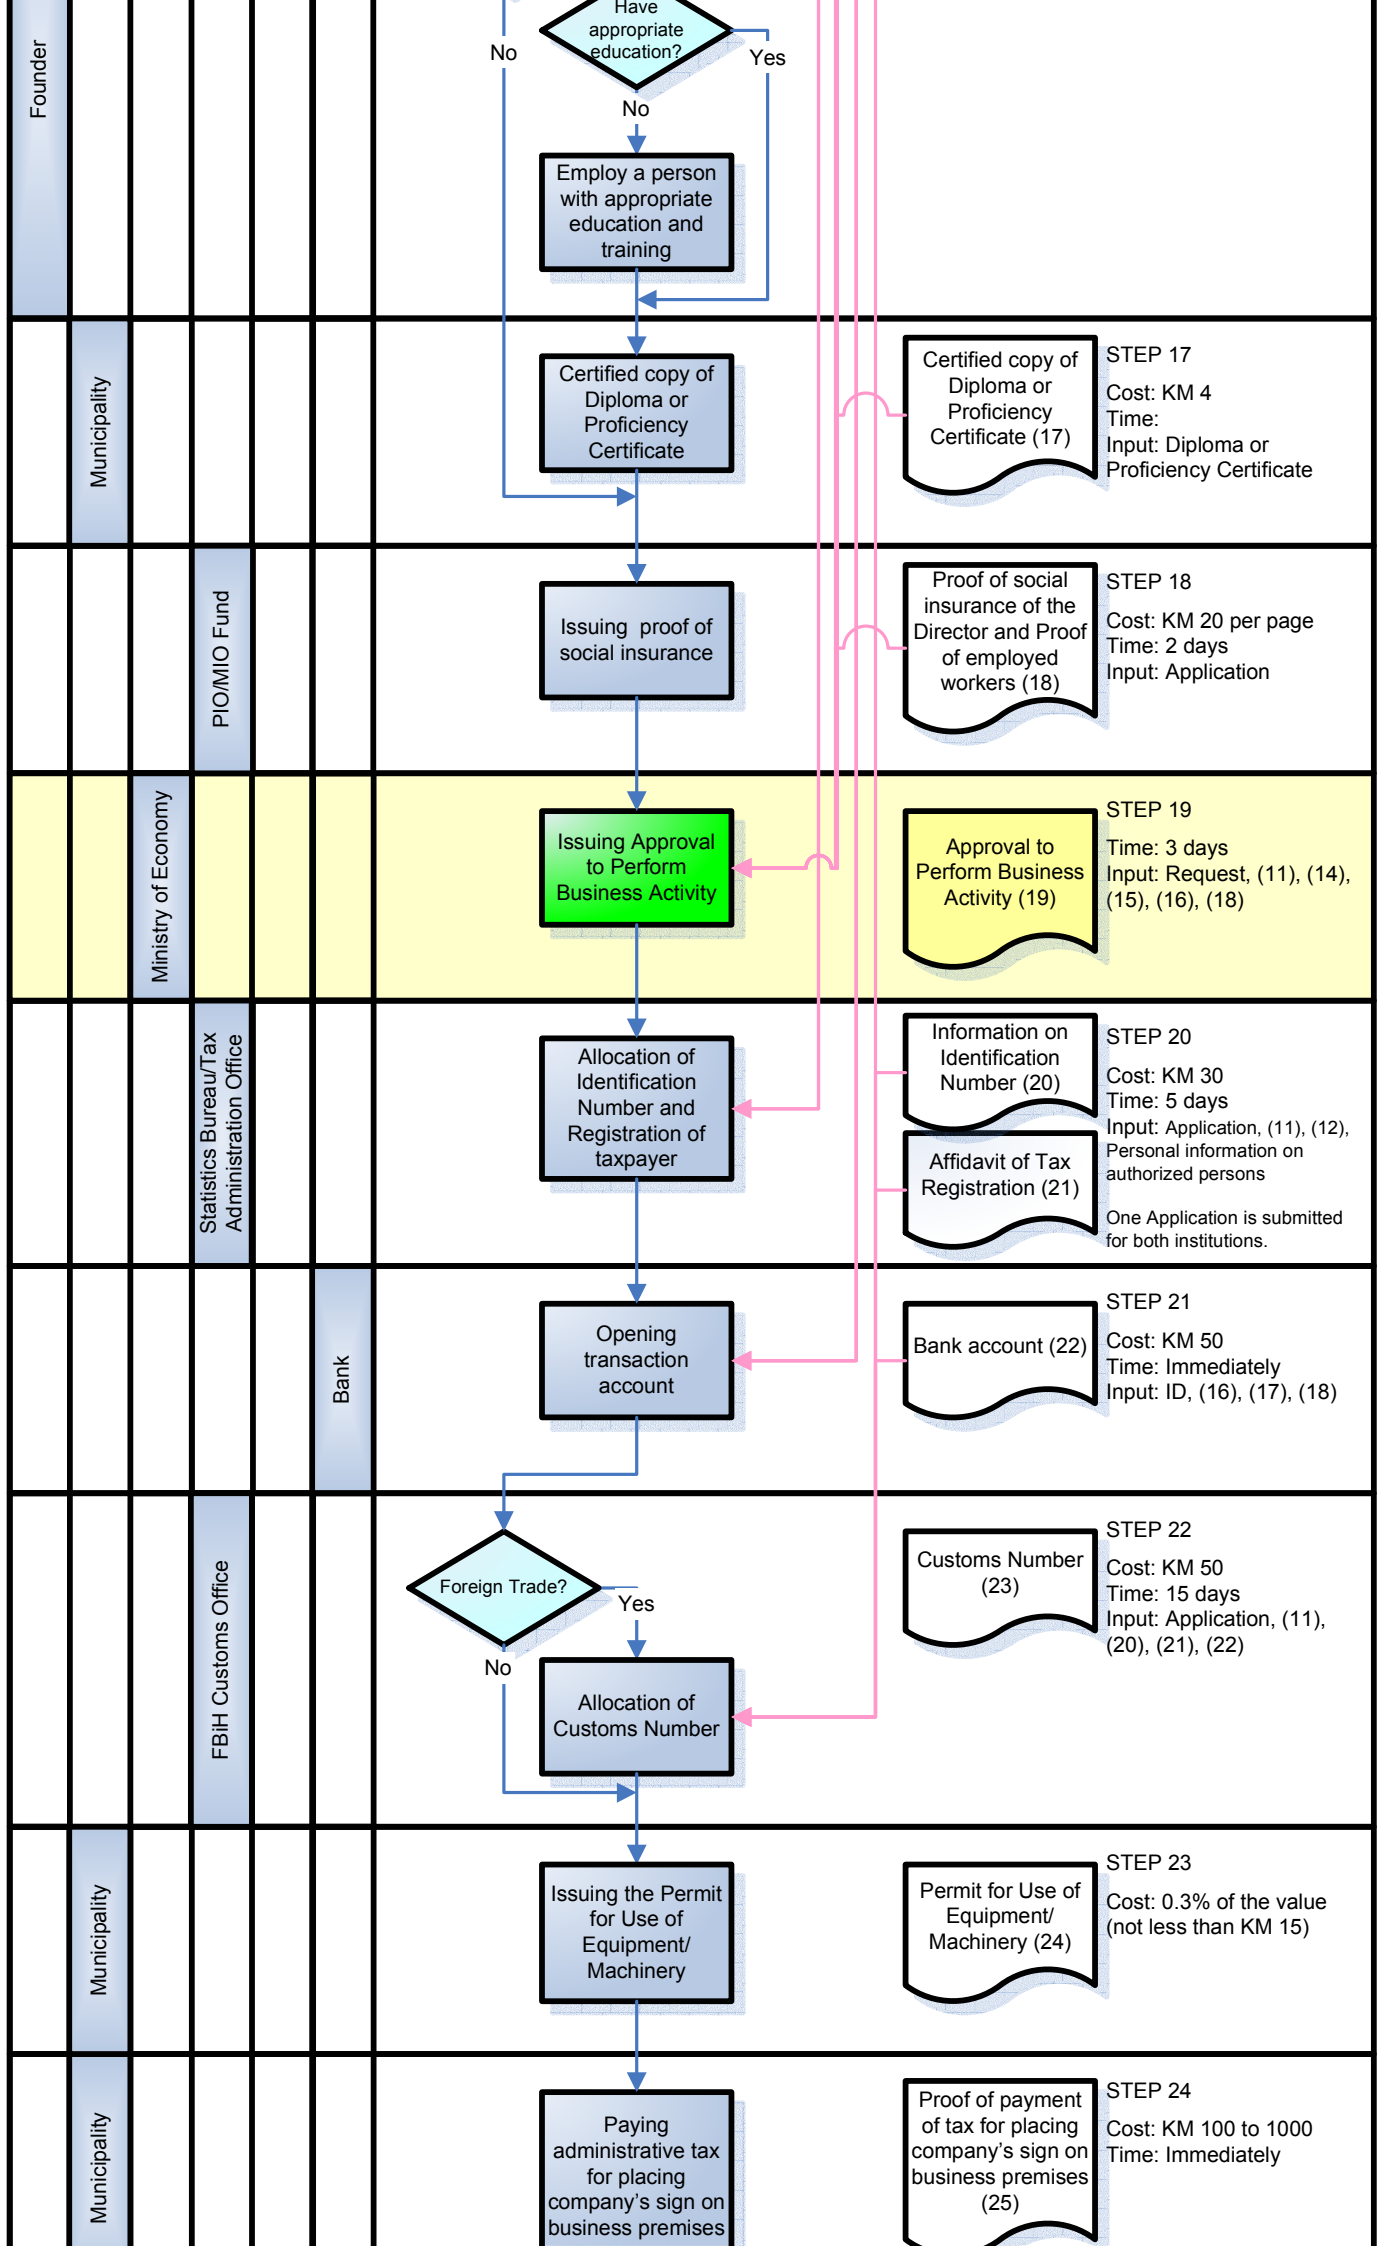 Founder
Have
appropriate
education?
No
Yes
No
Employ a person
with appropriate
education and
training
Municipality
Certified copy of
Diploma or
Proficiency
Certificate
Certified copy of
Diploma or
Proficiency
Certificate (17)
STEP 17
Cost: KM 4
Time:
Input: Diploma or
Proficiency Certificate
PIO/MIO Fund
Issuing proof of
social insurance
Proof of social
insurance of the
Director and Proof
of employed
workers (18)
STEP 18
Cost: KM 20 per page
Time: 2 days
Input: Application
Ministry of Economy
Issuing Approval
to Perform
Business Activity
Approval to
Perform Business
Activity (19)
STEP 19
Time: 3 days
Input: Request, (11), (14),
(15), (16), (18)
Statistics Bureau/Tax
Administration Office
Allocation of
Identification
Number and
Registration of
taxpayer
Information on
Identification
Number (20)
Affidavit of Tax
Registration (21)
STEP 20
Cost: KM 30
Time: 5 days
Input: Application, (11), (12),
Personal information on
authorized persons
One Application is submitted
for both institutions.
Bank
Opening
transaction
account
Bank account (22)
STEP 21
Cost: KM 50
Time: Immediately
Input: ID, (16), (17), (18)
FBiH Customs Office
Foreign Trade?
Yes
No
Allocation of
Customs Number
Customs Number
(23)
STEP 22
Cost: KM 50
Time: 15 days
Input: Application, (11),
(20), (21), (22)
Municipality
Issuing the Permit
for Use of
Equipment/
Machinery
Permit for Use of
Equipment/
Machinery (24)
STEP 23
Cost: 0.3% of the value
(not less than KM 15)
Municipality
Paying
administrative tax
for placing
company's sign on
business premises
Proof of payment
of tax for placing
company's sign on
business premises
(25)
STEP 24
Cost: KM 100 to 1000
Time: Immediately